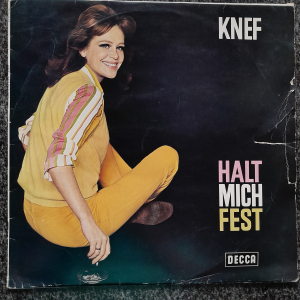 KNEF
HALT
MICH
FEST
DECCA